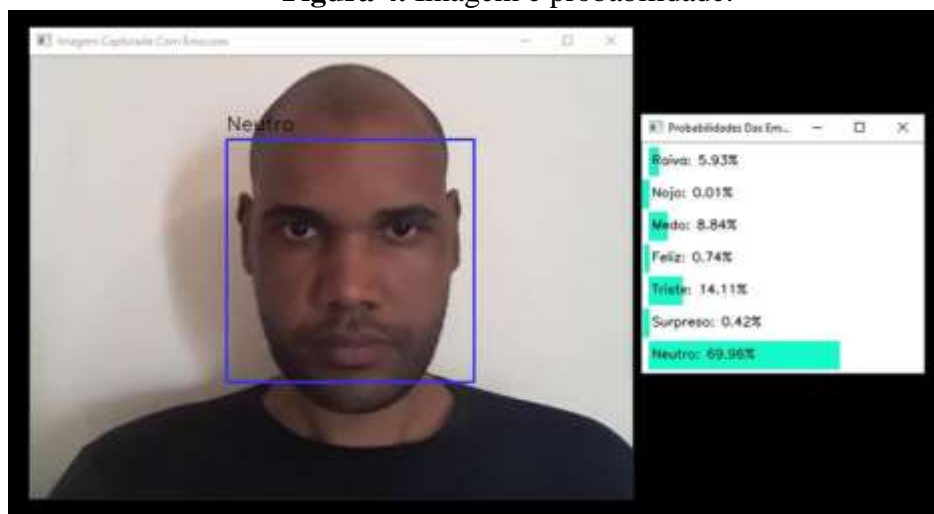 Figura 4. Imagem e probabilidade.
Imagem Capturada Com Emocoes
Neutro
Probabilidades Das Em...
Raiva: 5.93%
Nojo: 0.01%
Medo: 8.84%
Feliz: 0.74%
Triste: 14.11%
Surpreso: 0.42%
Neutro: 69.96%